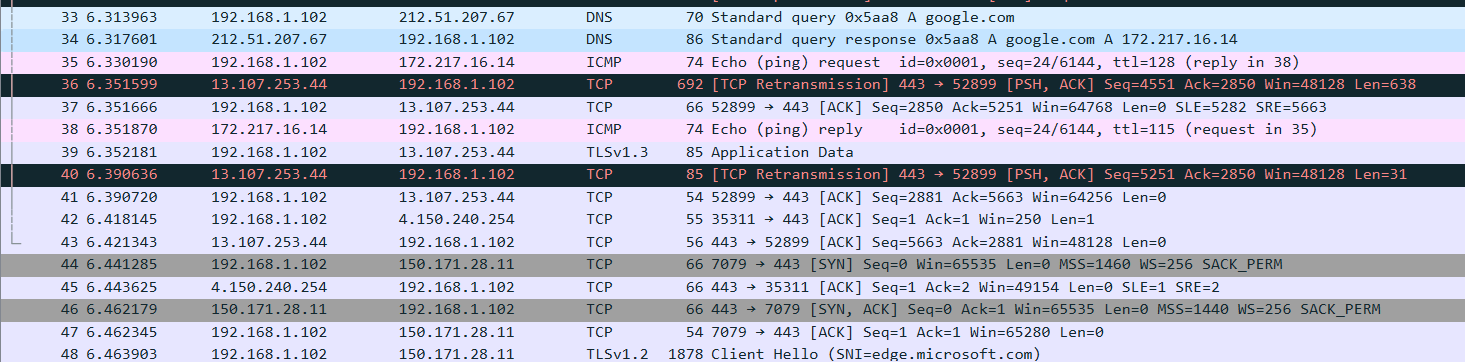 33 6.313963 192.168.1.102 212.51.207.67 DNS 70 Standard query 0x5aa8 A google.com
34 6.317601 212.51.207.67 192.168.1.102 DNS 86 Standard query response 0x5aa8 A google.com A 172.217.16.14
35 6.330190 192.168.1.102 172.217.16.14 ICMP 74 Echo (ping) request id=0x0001, seq=24/6144, ttl=128 (reply in 38)
36 6.351599 13.107.253.44 192.168.1.102 TCP 692 [TCP Retransmission] 443 → 52899 [PSH, ACK] Seq=4551 Ack=2850 Win=48128 Len=638
37 6.351666 192.168.1.102 13.107.253.44 TCP 66 52899 → 443 [ACK] Seq=2850 Ack=5251 Win=64768 Len=0 SLE=5282 SRE=5663
38 6.351870 172.217.16.14 192.168.1.102 ICMP 74 Echo (ping) reply id=0x0001, seq=24/6144, ttl=115 (request in 35)
39 6.352181 192.168.1.102 13.107.253.44 TLSv1.3 85 Application Data
40 6.390636 13.107.253.44 192.168.1.102 TCP 85 [TCP Retransmission] 443 → 52899 [PSH, ACK] Seq=5251 Ack=2850 Win=48128 Len=31
41 6.390720 192.168.1.102 13.107.253.44 TCP 54 52899 → 443 [ACK] Seq=2881 Ack=5663 Win=64256 Len=0
42 6.418145 192.168.1.102 4.150.240.254 TCP 55 35311 → 443 [ACK] Seq=1 Ack=1 Win=250 Len=1
43 6.421343 13.107.253.44 192.168.1.102 TCP 56 443 → 52899 [ACK] Seq=5663 Ack=2881 Win=48128 Len=0
44 6.441285 192.168.1.102 150.171.28.11 TCP 66 7079 → 443 [SYN] Seq=0 Win=65535 Len=0 MSS=1460 WS=256 SACK_PERM
45 6.443625 4.150.240.254 192.168.1.102 TCP 66 443 → 35311 [ACK] Seq=1 Ack=2 Win=49154 Len=0 SLE=1 SRE=2
46 6.462179 150.171.28.11 192.168.1.102 TCP 66 443 → 7079 [SYN, ACK] Seq=0 Ack=1 Win=65535 Len=0 MSS=1440 WS=256 SACK_PERM
47 6.462345 192.168.1.102 150.171.28.11 TCP 54 7079 → 443 [ACK] Seq=1 Ack=1 Win=65280 Len=0
48 6.463903 192.168.1.102 150.171.28.11 TLSv1.2 1878 Client Hello (SNI=edge.microsoft.com)